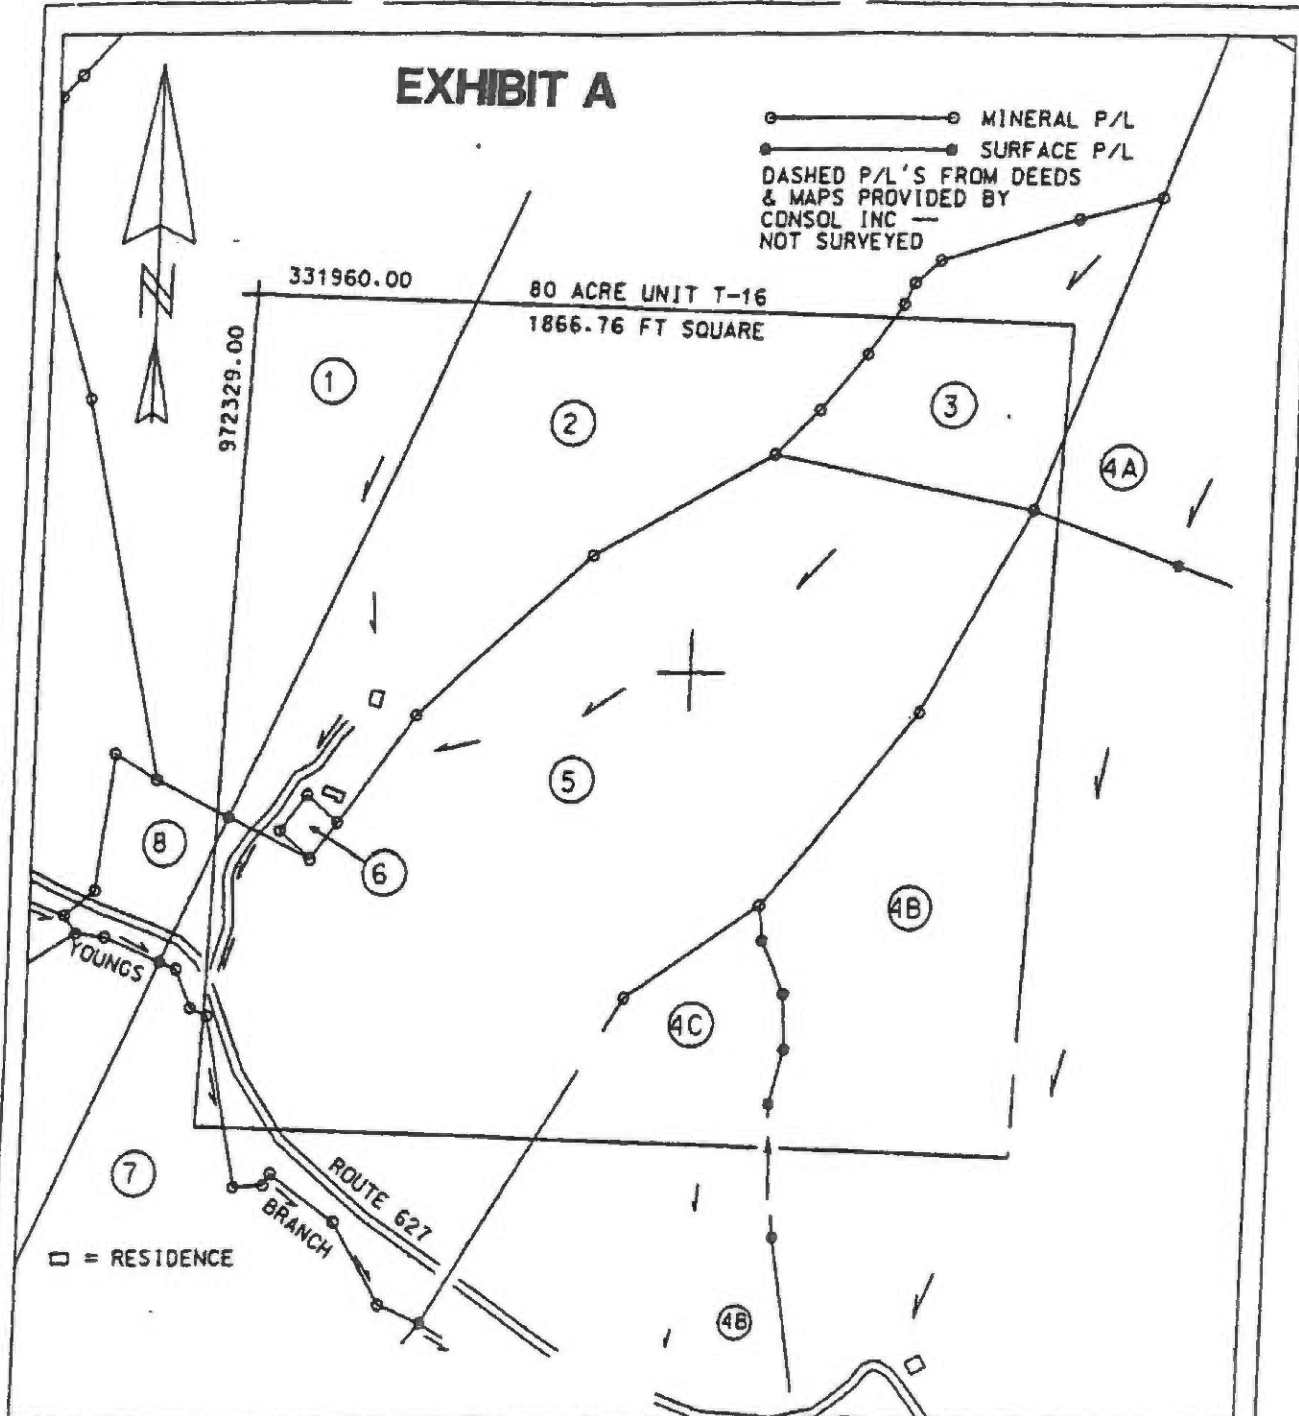 EXHIBIT A
MINERAL P/L
SURFACE P/L
DASHED P/L'S FROM DEEDS
& MAPS PROVIDED BY
CONSOL INC —
NOT SURVEYED
N
331960.00
80 ACRE UNIT T-16
1866.76 FT SQUARE
972329.00
1
2
3
4A
5
8
6
4B
YOUNGS
4C
7
ROUTE 627
BRANCH
▭ = RESIDENCE
4B